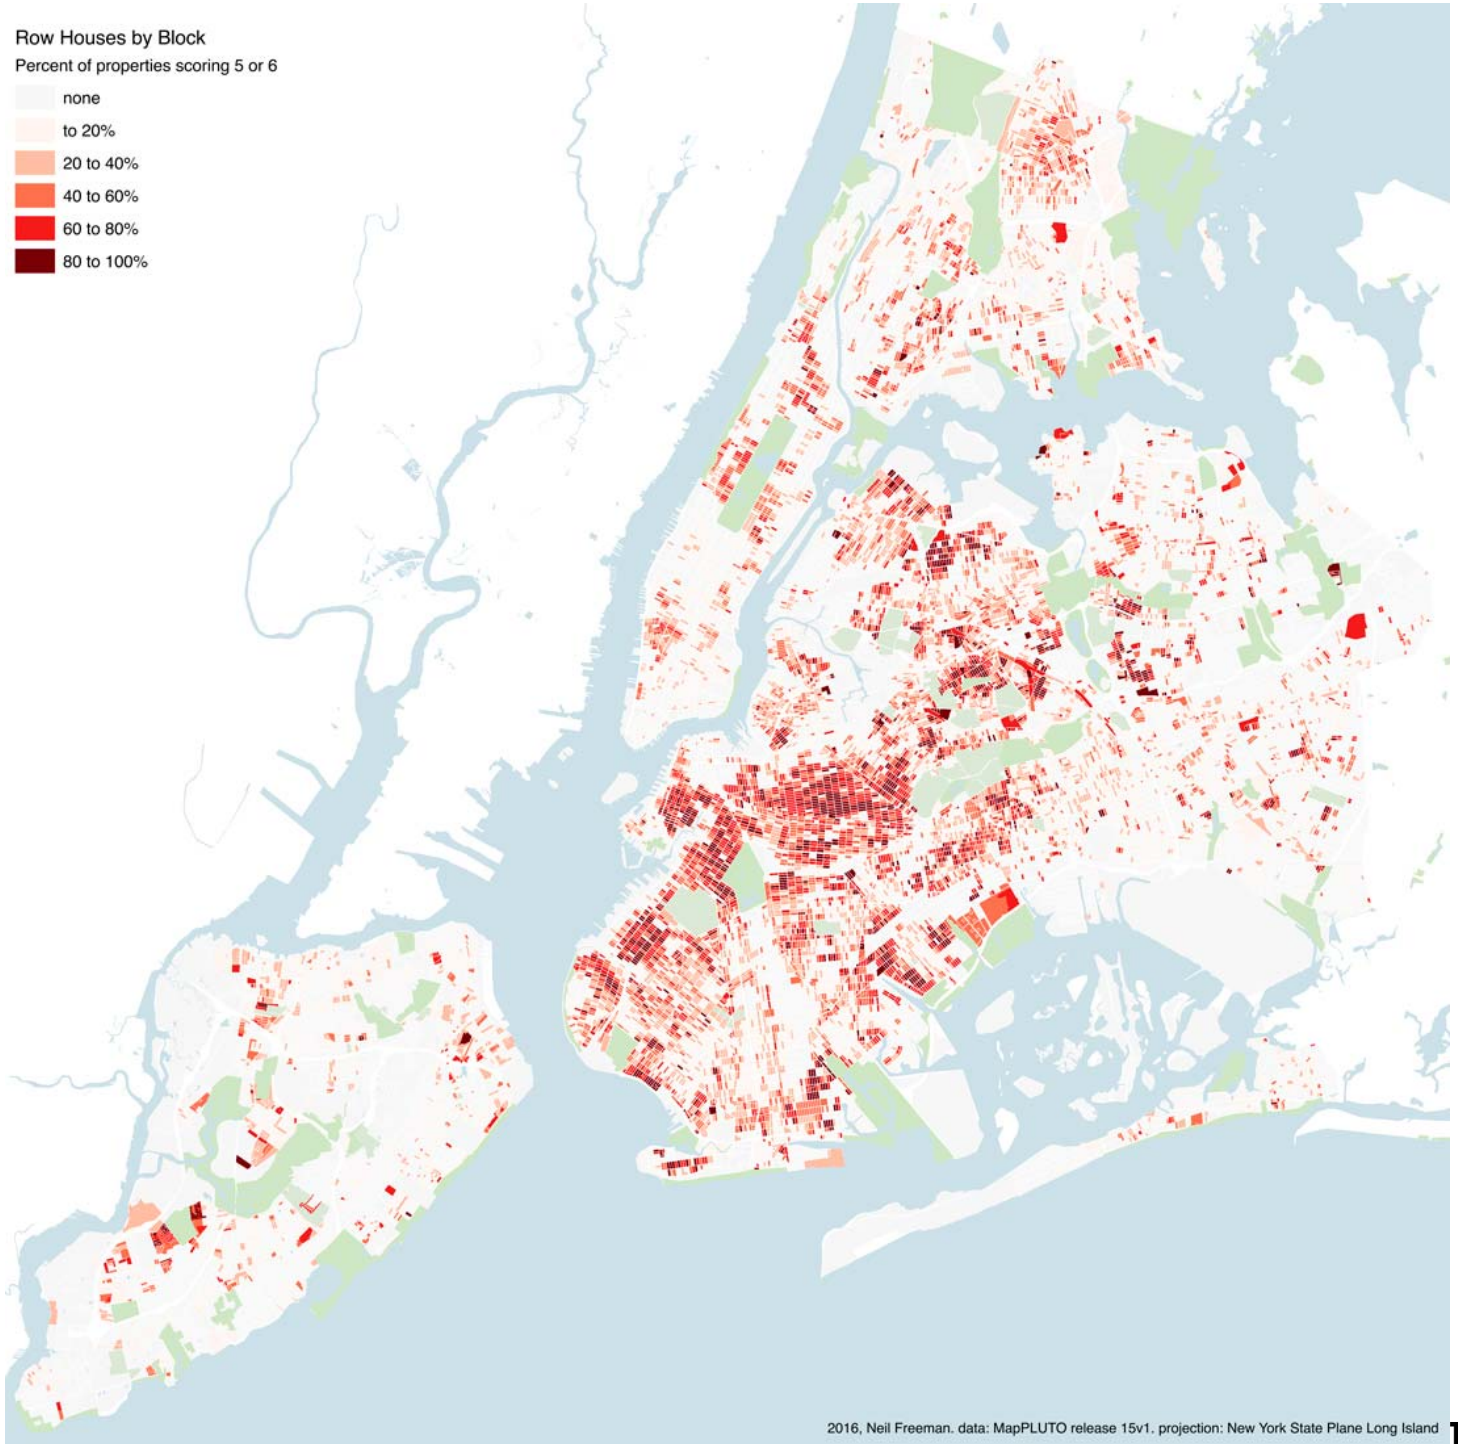 Row Houses by Block
Percent of properties scoring 5 or 6
none
to 20%
20 to 40%
40 to 60%
60 to 80%
80 to 100%
2016, Neil Freeman. data: MapPLUTO release 15v1. projection: New York State Plane Long Island